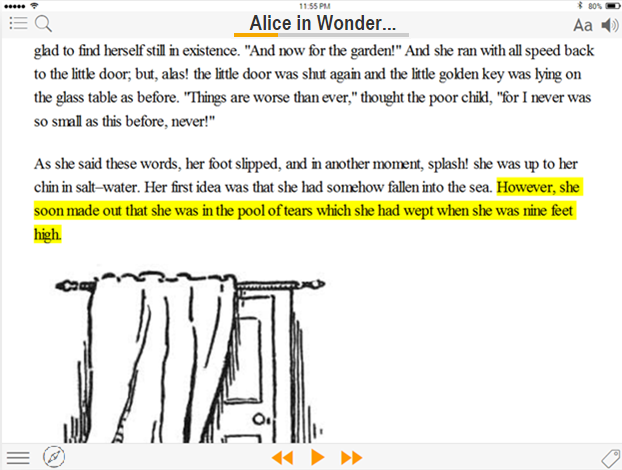 11:55 PM
80%
Alice in Wonder...
Aa
glad to find herself still in existence. "And now for the garden!" And she ran with all speed back
to the little door; but, alas! the little door was shut again and the little golden key was lying on
the glass table as before. "Things are worse than ever," thought the poor child, "for I never was
so small as this before, never!"
As she said these words, her foot slipped, and in another moment, splash! she was up to her
chin in salt–water. Her first idea was that she had somehow fallen into the sea. However, she
soon made out that she was in the pool of tears which she had wept when she was nine feet
high.